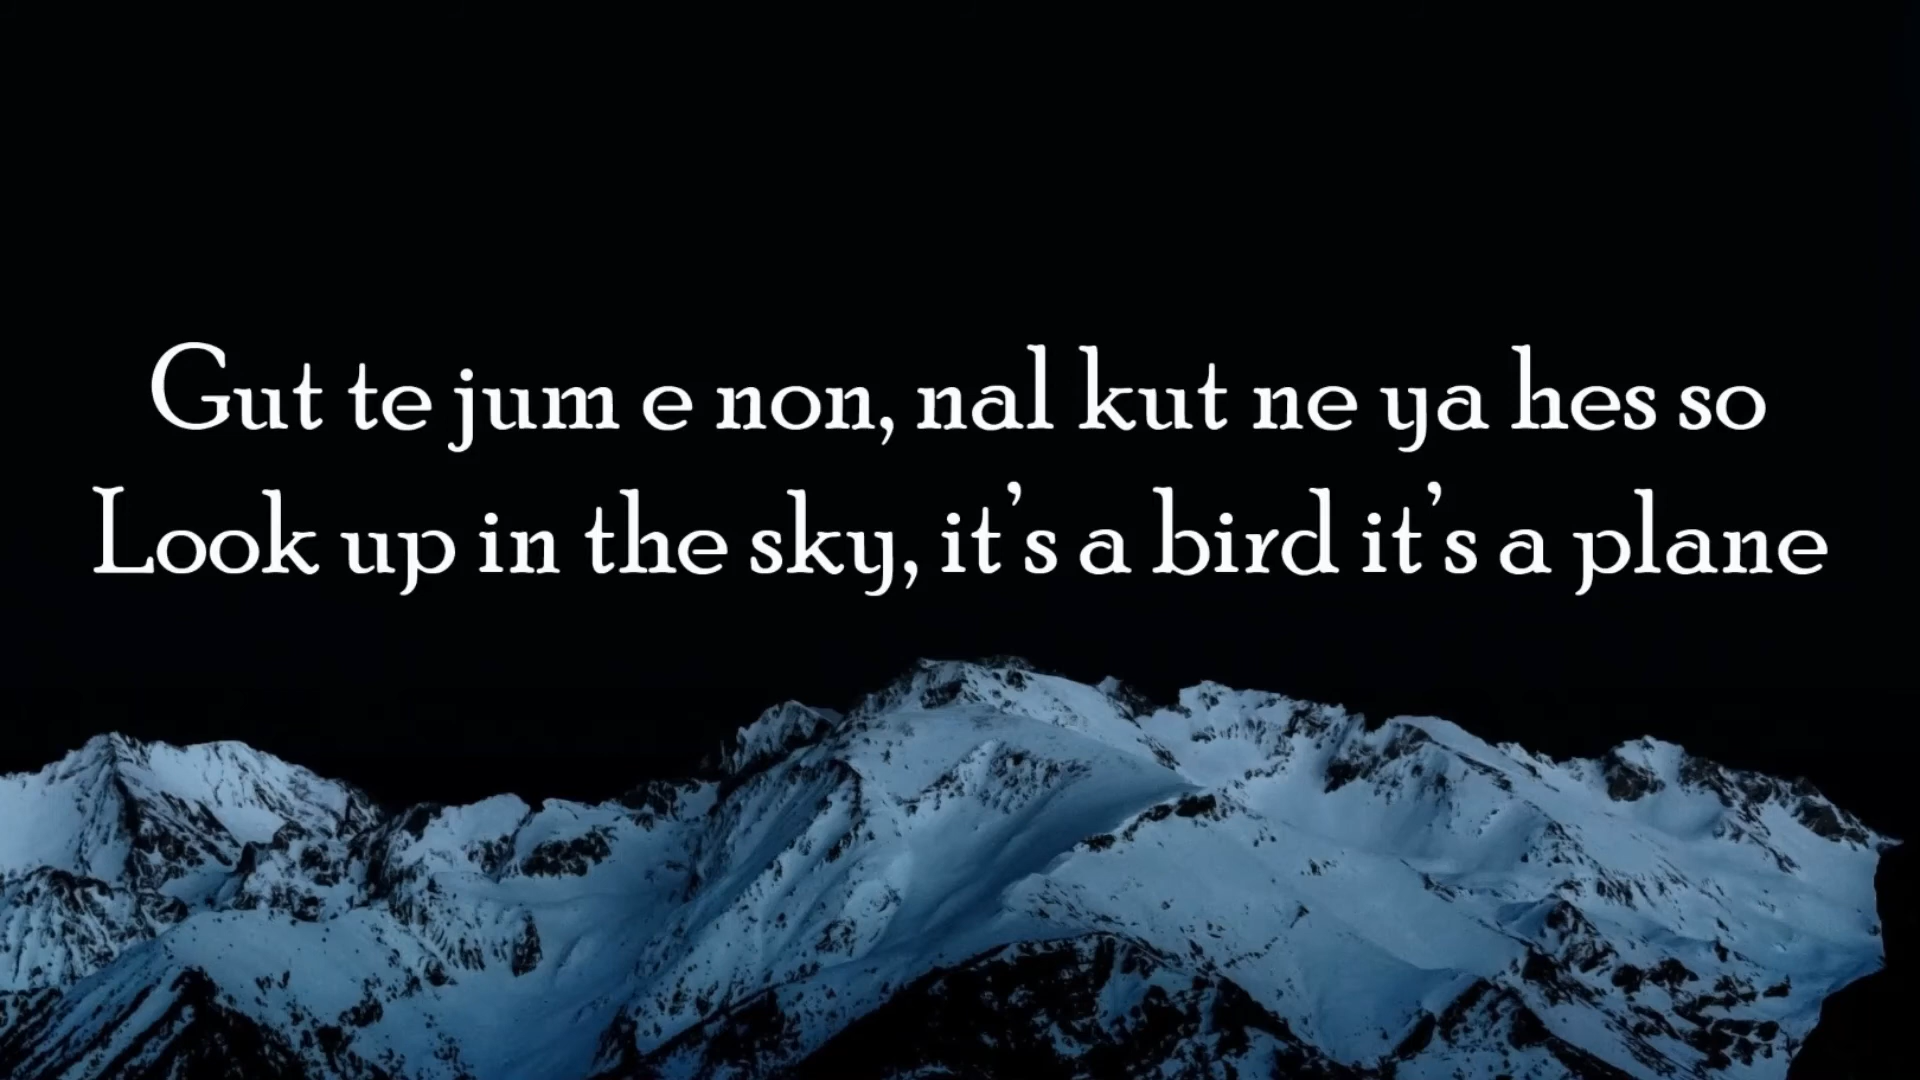 Gut te jum e non, nal kut ne ya hes so
Look up in the sky, it’s a bird it’s a plane